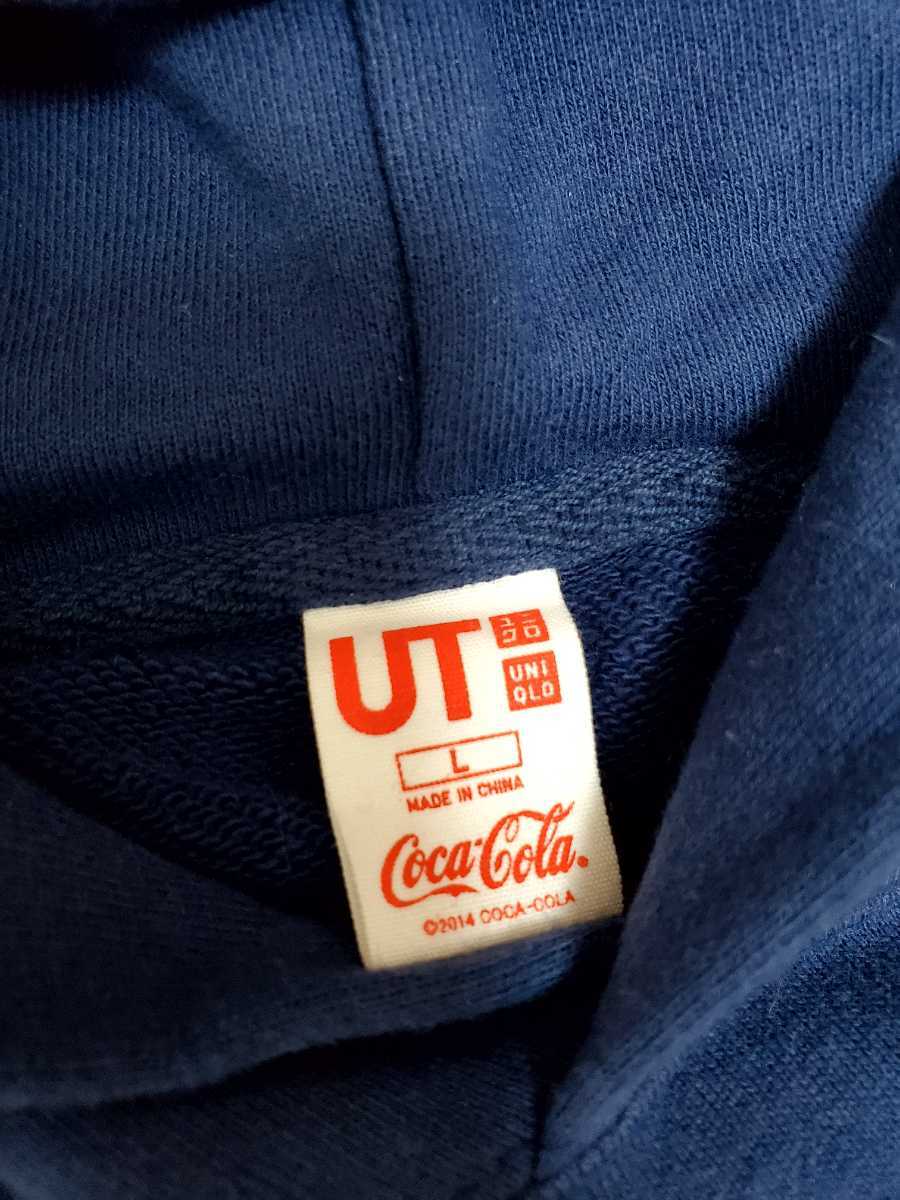 UT
ユニ
クロ
UNI
QLO
L
MADE IN CHINA
Coca-Cola®
©2014 COCA-COLA